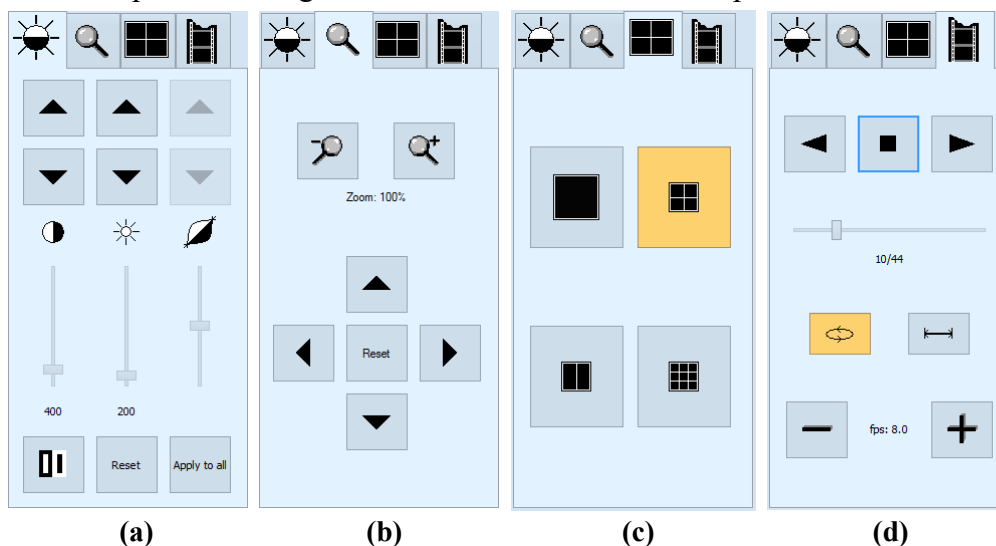 Zoom: 100%
Reset
10/44
400 200
fps: 8.0
Reset Apply to all
(a) (b) (c) (d)